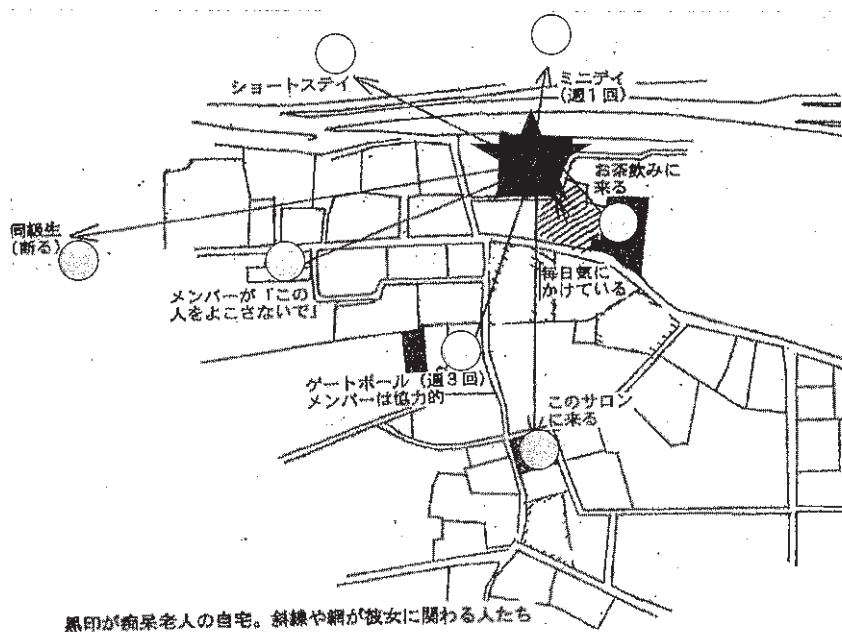 ショートステイ
ミニデイ
(週1回)
お茶飲みに
来る
同級生
(断る)
毎日気に
かけている
メンバーが「この
人をよこさないで」
ゲートボール (週3回)
メンバーは協力的
このサロン
に来る
黒印が痴呆老人の自宅。斜線や網が彼女に関わる人たち